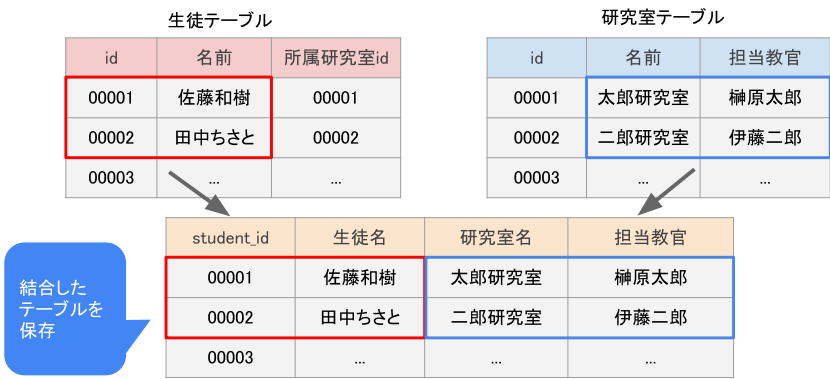 生徒テーブル
id 名前 所属研究室id
00001 佐藤和樹 00001
00002 田中ちさと 00002
00003 ... ...
研究室テーブル
id 名前 担当教官
00001 太郎研究室 榊原太郎
00002 二郎研究室 伊藤二郎
00003 ... ...
student_id 生徒名 研究室名 担当教官
00001 佐藤和樹 太郎研究室 榊原太郎
00002 田中ちさと 二郎研究室 伊藤二郎
00003 ... ... ...
結合した
テーブルを
保存